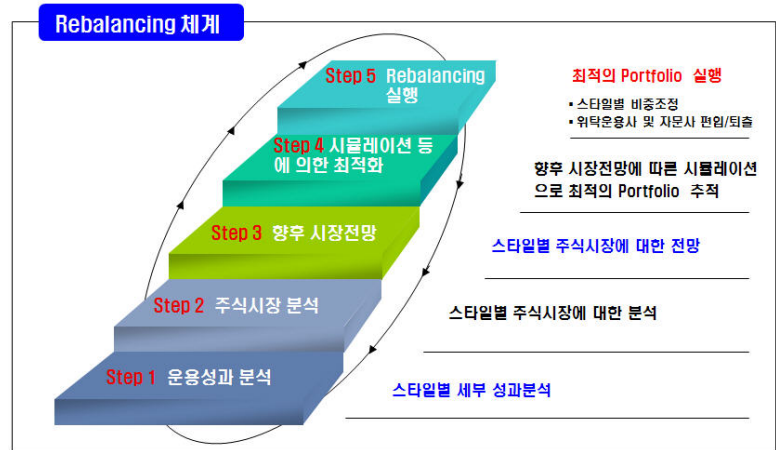 Rebalancing 체계
Step 5 Rebalancing
실행
최적의 Portfolio 실행
▪ 스타일별 비중조정
▪ 위탁운용사 및 자문사 편입/퇴출
Step 4 시뮬레이션 등
에 의한 최적화
향후 시장전망에 따른 시뮬레이션
으로 최적의 Portfolio 추적
Step 3 향후 시장전망
스타일별 주식시장에 대한 전망
Step 2 주식시장 분석
스타일별 주식시장에 대한 분석
Step 1 운용성과 분석
스타일별 세부 성과분석